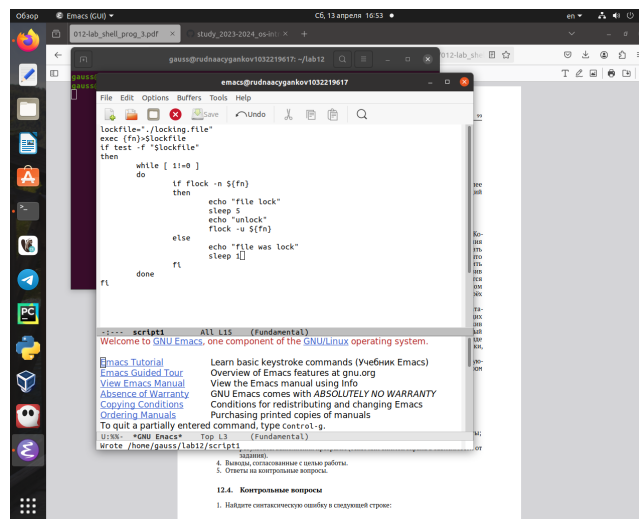 Обзор
Emacs (GUI)
Сб, 13 апреля 16:53
en
012-lab_shell_prog_3.pdf
study_2023-2024_os-intr
gauss@rudnaacygankov1032219617: ~/lab12
012-lab_she
gauss
gauss
emacs@rudnaacygankov1032219617
File Edit Options Buffers Tools Help
Save Undo
lockfile="./locking.file"
exec {fn}>$lockfile
if test -f "$lockfile"
then
while [ 1!=0 ]
do
if flock -n ${fn}
then
echo "file lock"
sleep 5
echo "unlock"
flock -u ${fn}
else
echo "file was lock"
sleep 1
fi
done
fi
-:--- script1 All L15 (Fundamental)
Welcome to GNU Emacs, one component of the GNU/Linux operating system.
Emacs Tutorial Learn basic keystroke commands (Учебник Emacs)
Emacs Guided Tour Overview of Emacs features at gnu.org
View Emacs Manual View the Emacs manual using Info
Absence of Warranty GNU Emacs comes with ABSOLUTELY NO WARRANTY
Copying Conditions Conditions for redistributing and changing Emacs
Ordering Manuals Purchasing printed copies of manuals
To quit a partially entered command, type Control-g.
U:%%- *GNU Emacs* Top L3 (Fundamental)
Wrote /home/gauss/lab12/script1
задания).
4. Выводы, согласованные с целью работы.
5. Ответы на контрольные вопросы.
12.4. Контрольные вопросы
1. Найдите синтаксическую ошибку в следующей строке: